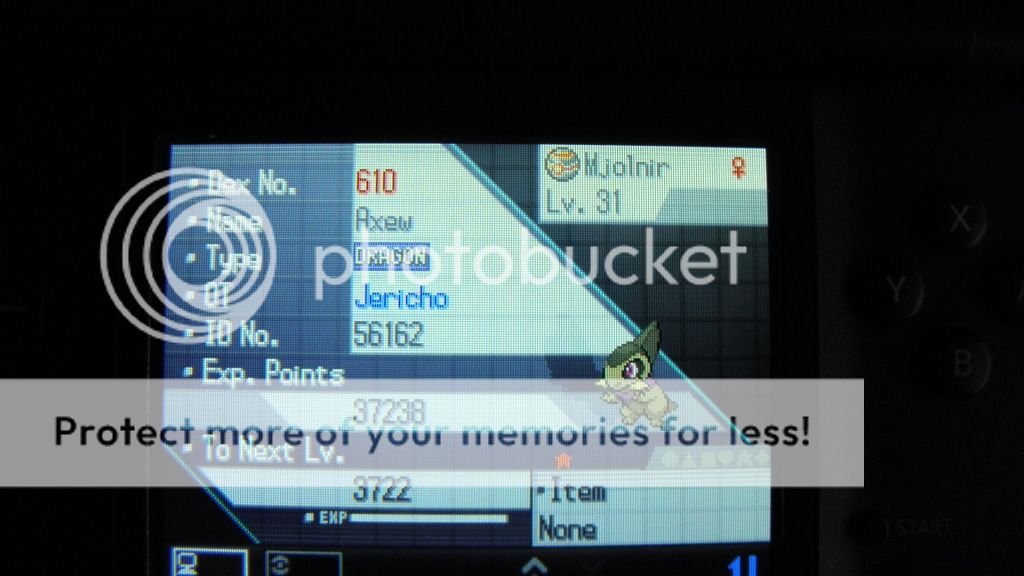 Dex No. 610
Name Axew
Type DRAGON
OT Jericho
ID No. 56162
Exp. Points
37238
To Next Lv.
3722
EXP
Mjolnir ♀
Lv. 31
Item
None
photobucket
Protect more of your memories for less!
X
Y
A
B
START